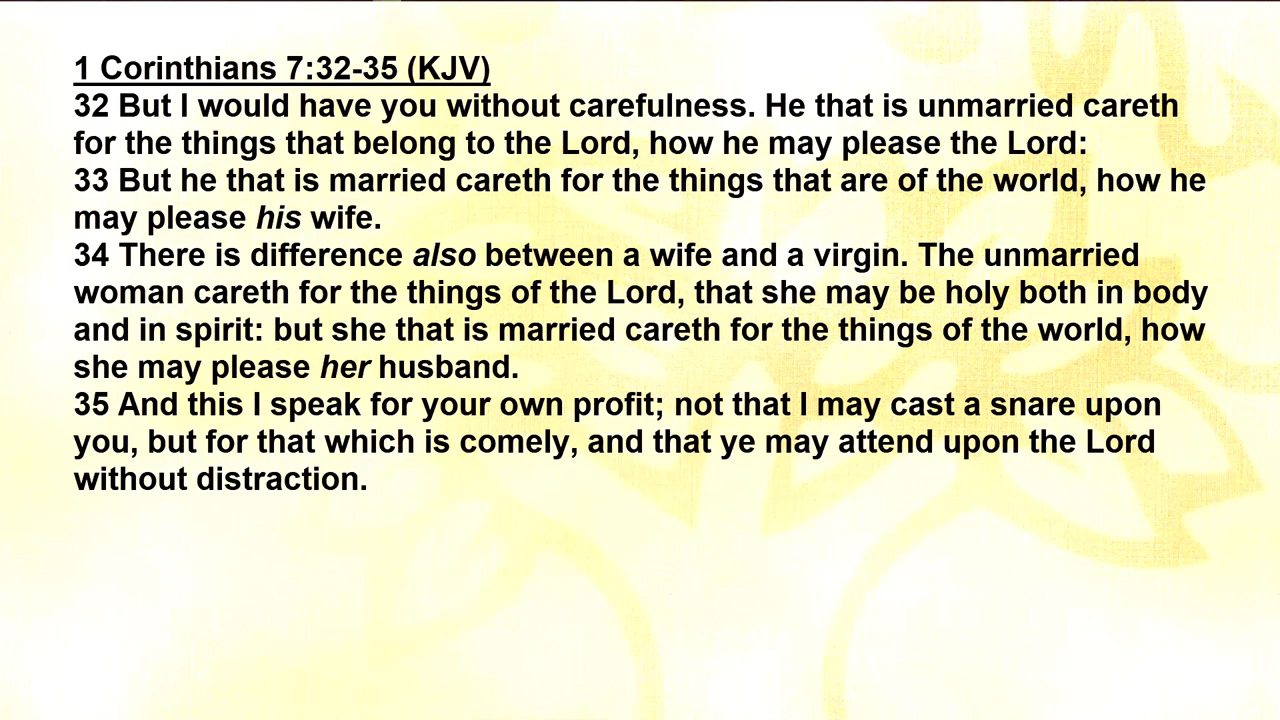 1 Corinthians 7:32-35 (KJV)
32 But I would have you without carefulness. He that is unmarried careth
for the things that belong to the Lord, how he may please the Lord:
33 But he that is married careth for the things that are of the world, how he
may please his wife.
34 There is difference also between a wife and a virgin. The unmarried
woman careth for the things of the Lord, that she may be holy both in body
and in spirit: but she that is married careth for the things of the world, how
she may please her husband.
35 And this I speak for your own profit; not that I may cast a snare upon
you, but for that which is comely, and that ye may attend upon the Lord
without distraction.